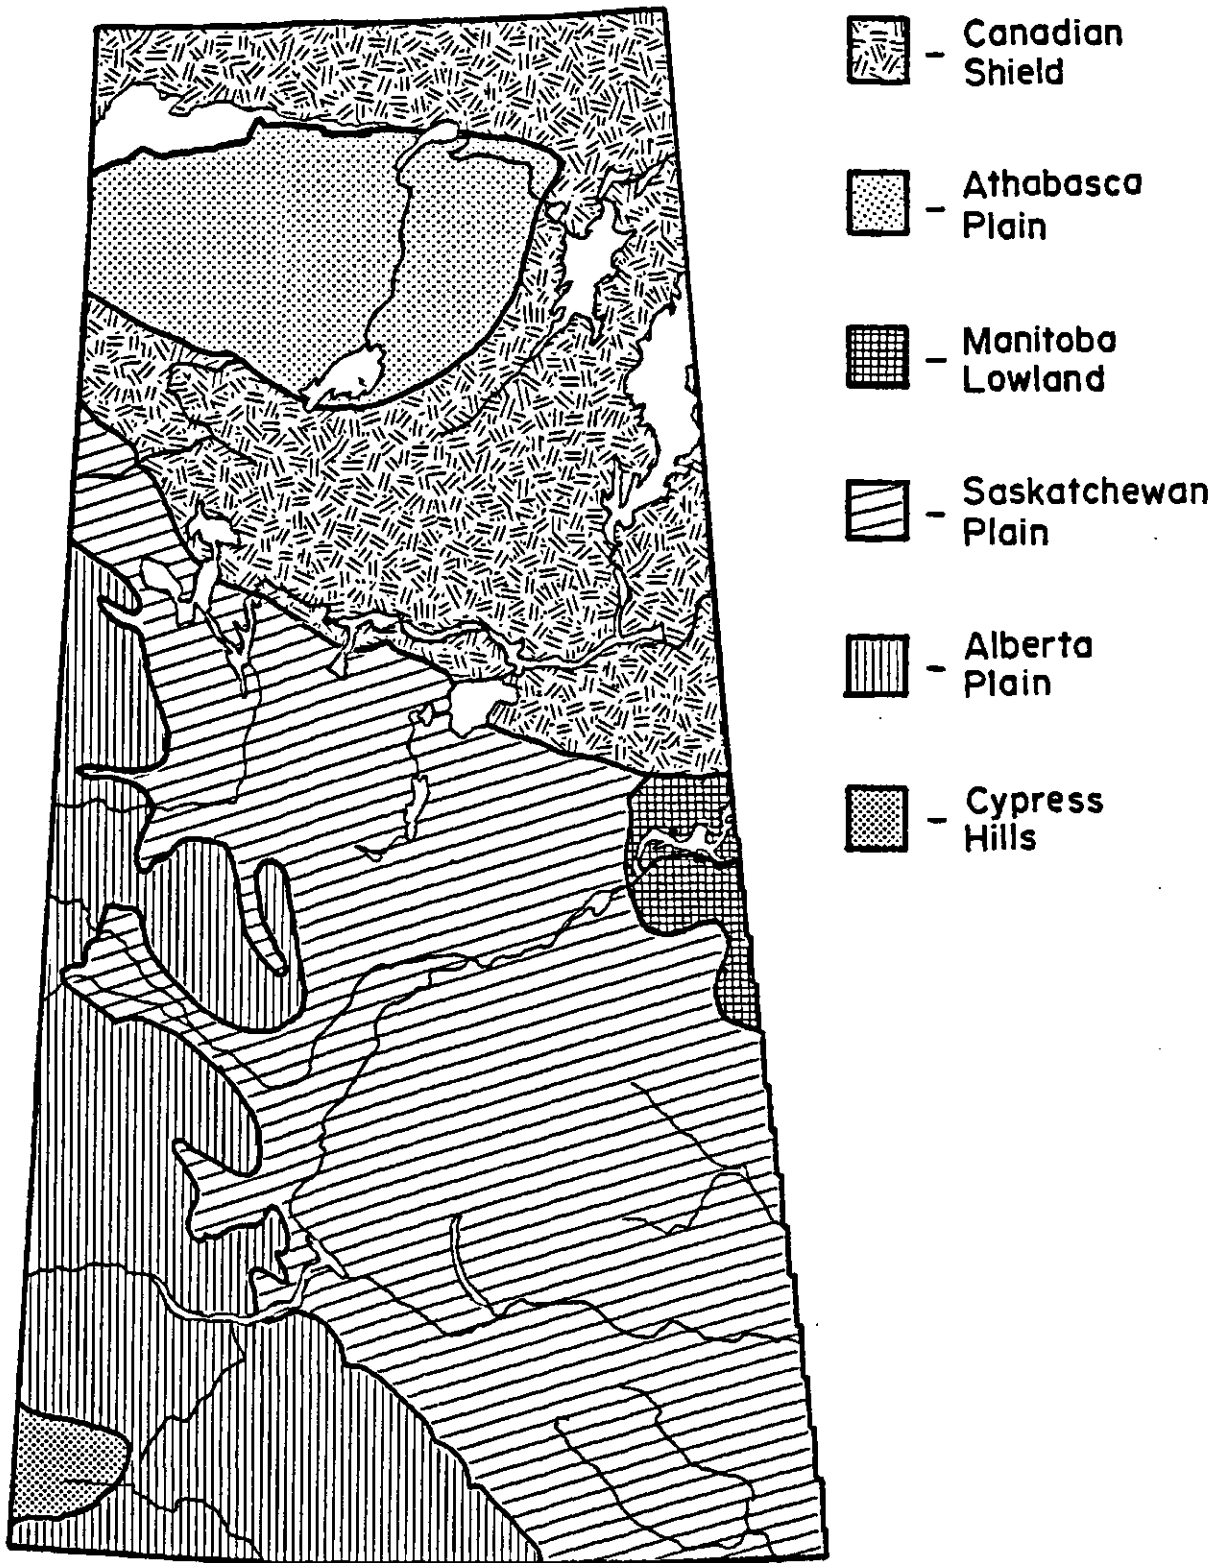 - Canadian
Shield
- Athabasca
Plain
- Manitoba
Lowland
- Saskatchewan
Plain
- Alberta
Plain
- Cypress
Hills